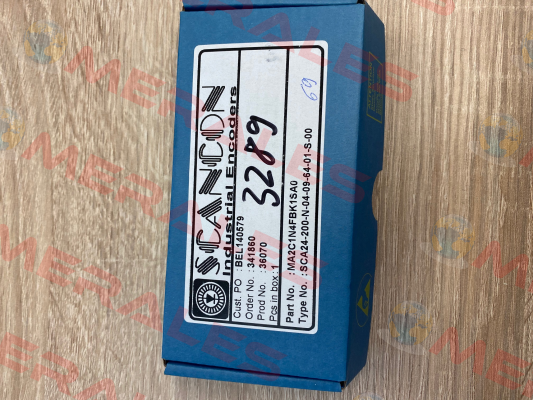 SCANCON
Industrial Encoders
Cust. PO : BEL140579
Order No. : 341860
Prod No. : 36070
Pcs in box : 1
3289
69
Part No. : MA2C1N4FBK1SA0
Type No. : SCA24-200-N-04-09-64-01-S-00
MERALES